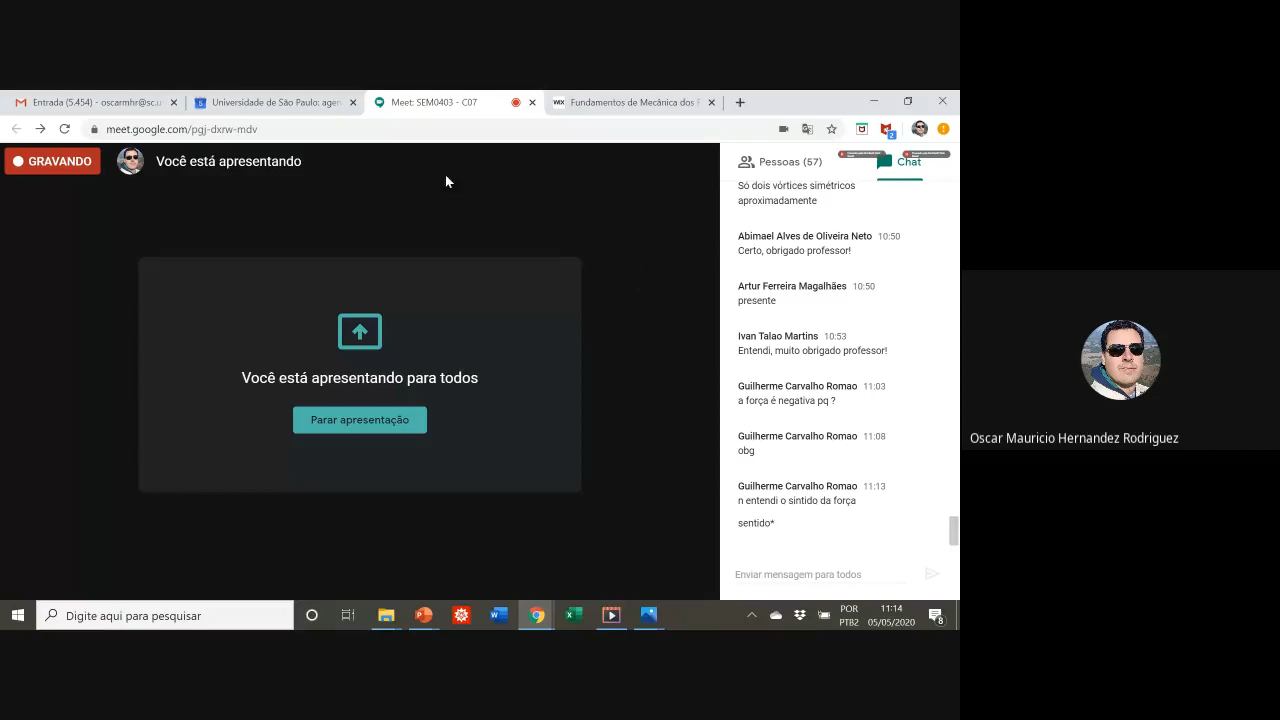 Entrada (5.454) - oscarmhr@sc.u
Universidade de São Paulo: agen
Meet: SEM0403 - C07
WIX
Fundamentos de Mecânica dos F
meet.google.com/pgj-dxrw-mdv
2
GRAVANDO
Você está apresentando
Pessoas (57)
Chat
Só dois vórtices simétricos
aproximadamente
Abimael Alves de Oliveira Neto 10:50
Certo, obrigado professor!
Artur Ferreira Magalhães 10:50
presente
Ivan Talao Martins 10:53
Entendi, muito obrigado professor!
Guilherme Carvalho Romao 11:03
a força é negativa pq ?
Guilherme Carvalho Romao 11:08
obg
Guilherme Carvalho Romao 11:13
n entendi o sintido da força
sentido*
Enviar mensagem para todos
Você está apresentando para todos
Parar apresentação
Oscar Mauricio Hernandez Rodriguez
Digite aqui para pesquisar
POR
PTB2
11:14
05/05/2020
8